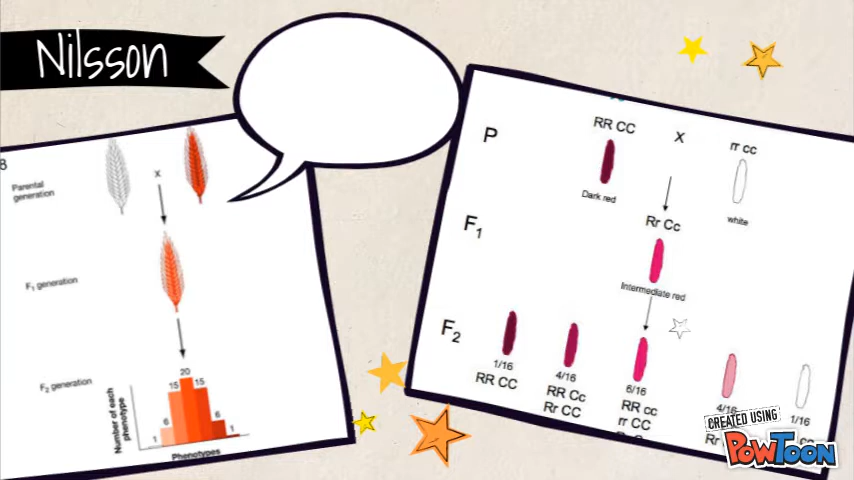 Nilsson
B
Parental
generation
x
F1 generation
F2 generation
Number of each
phenotype
1
6
15
20
15
6
1
Phenotypes
P
RR CC
x
rr cc
Dark red
white
F1
Rr Cc
Intermediate red
F2
1/16
RR CC
4/16
RR Cc
Rr CC
6/16
RR cc
rr CC
4/16
1/16
CREATED USING
POWTOON